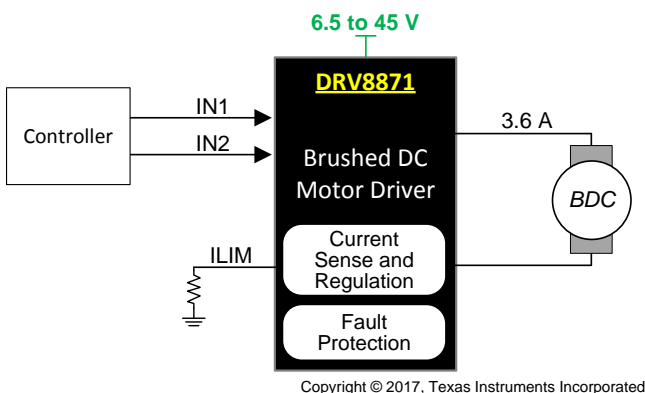 6.5 to 45 V
DRV8871
Controller
IN1
IN2
3.6 A
Brushed DC
Motor Driver
BDC
ILIM
Current
Sense and
Regulation
Fault
Protection
Copyright © 2017, Texas Instruments Incorporated